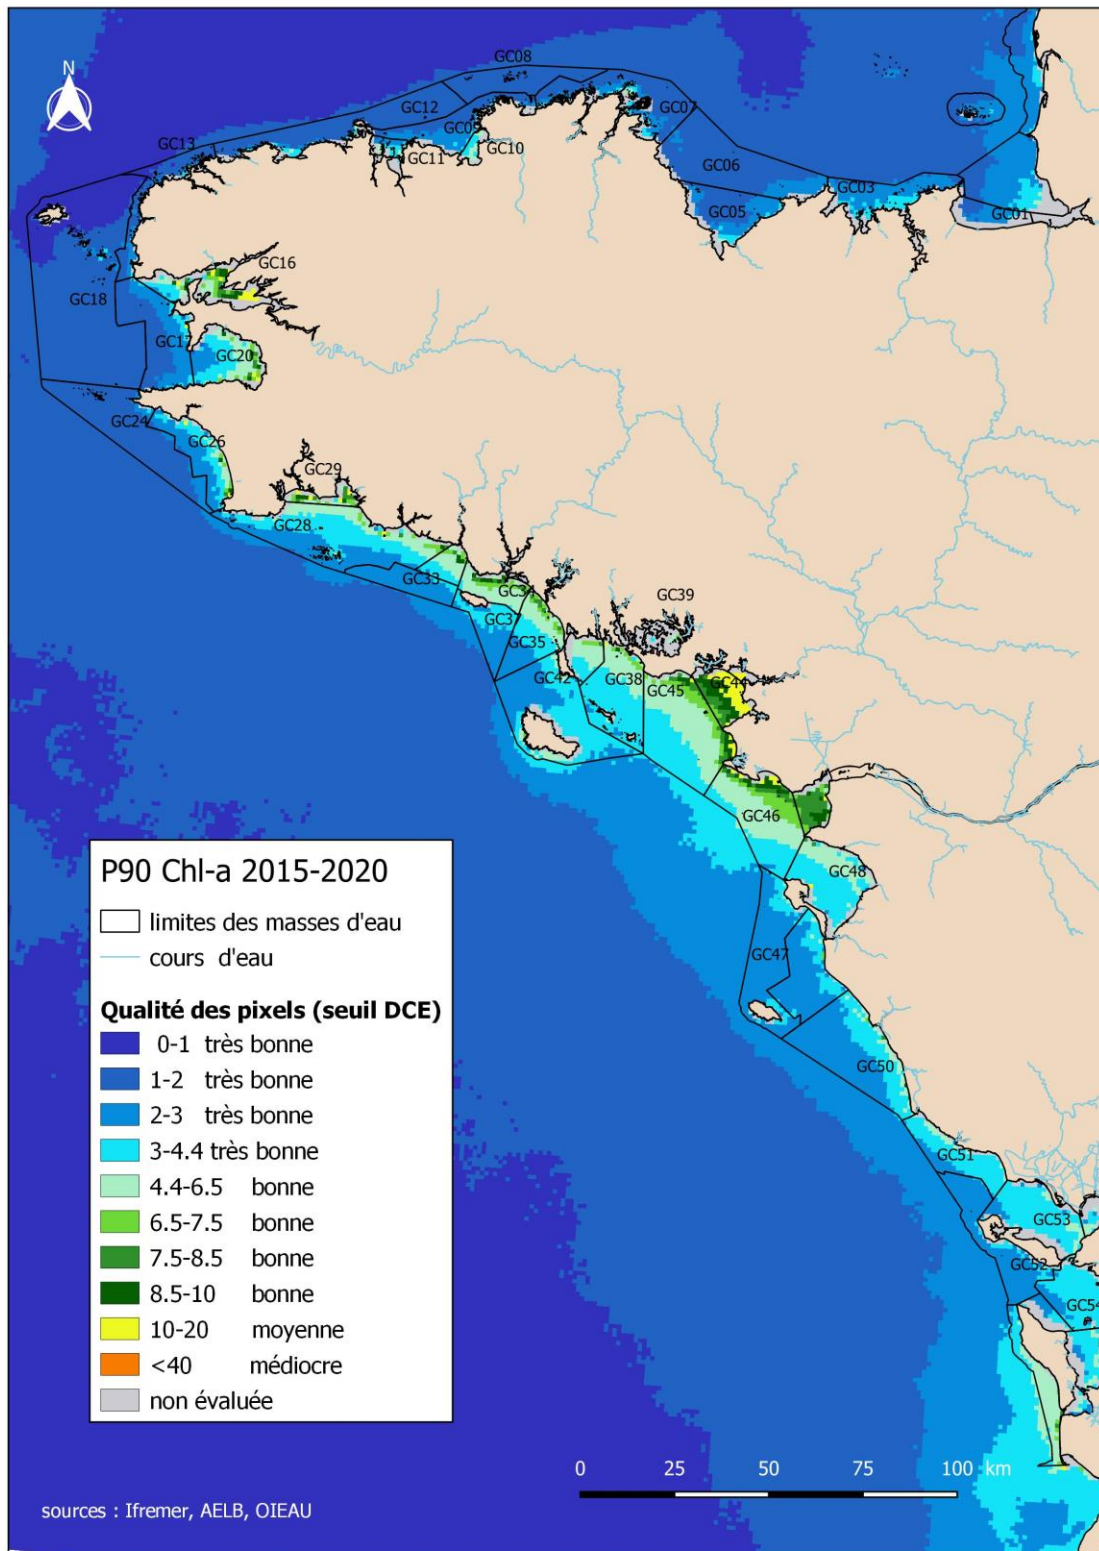 N
GC08
GC12
GC07
GC09
GC13
GC10
GC11
GC06
GC03
GC05
GC01
GC16
GC18
GC17
GC20
GC24
GC26
GC29
GC28
GC33
GC34
GC39
GC37
GC35
GC42
GC38
GC45
GC44
GC46
GC48
GC47
GC50
GC51
GC53
GC52
GC54
P90 Chl-a 2015-2020
limites des masses d'eau
cours d'eau
Qualité des pixels (seuil DCE)
0-1 très bonne
1-2 très bonne
2-3 très bonne
3-4.4 très bonne
4.4-6.5 bonne
6.5-7.5 bonne
7.5-8.5 bonne
8.5-10 bonne
10-20 moyenne
<40 médiocre
non évaluée
0 25 50 75 100 km
sources : Ifremer, AELB, OIEAU